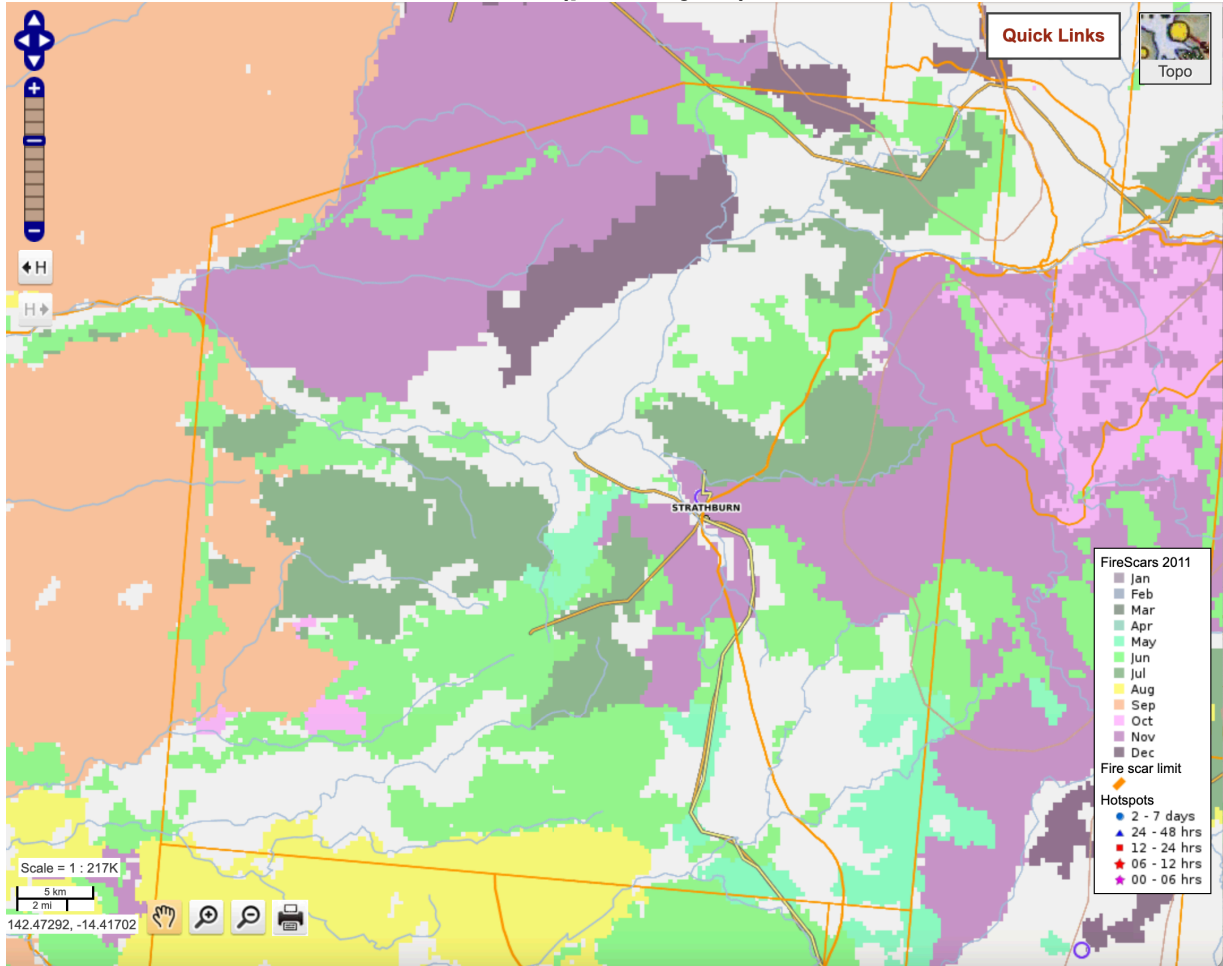 Quick Links
Topo
H
H
STRATHBURN
FireScars 2011
Jan
Feb
Mar
Apr
May
Jun
Jul
Aug
Sep
Oct
Nov
Dec
Fire scar limit
Hotspots
2 - 7 days
24 - 48 hrs
12 - 24 hrs
06 - 12 hrs
00 - 06 hrs
Scale = 1 : 217K
5 km
2 mi
142.47292, -14.41702